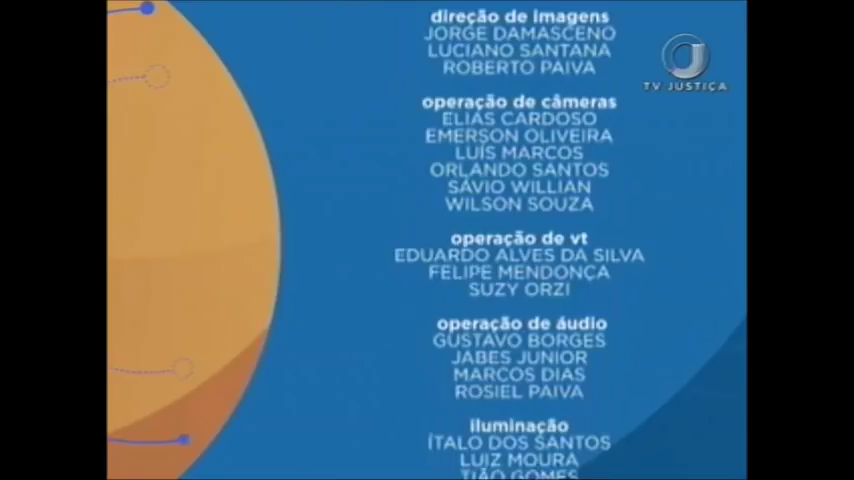 direção de imagens
JORGE DAMASCENO
LUCIANO SANTANA
ROBERTO PAIVA
TV JUSTIÇA
operação de câmeras
ELIAS CARDOSO
EMERSON OLIVEIRA
LUÍS MARCOS
ORLANDO SANTOS
SÁVIO WILLIAN
WILSON SOUZA
operação de vt
EDUARDO ALVES DA SILVA
FELIPE MENDONÇA
SUZY ORZI
operação de áudio
GUSTAVO BORGES
JABES JUNIOR
MARCOS DIAS
ROSIEL PAIVA
iluminação
ÍTALO DOS SANTOS
LUIZ MOURA
TIÃO GOMES